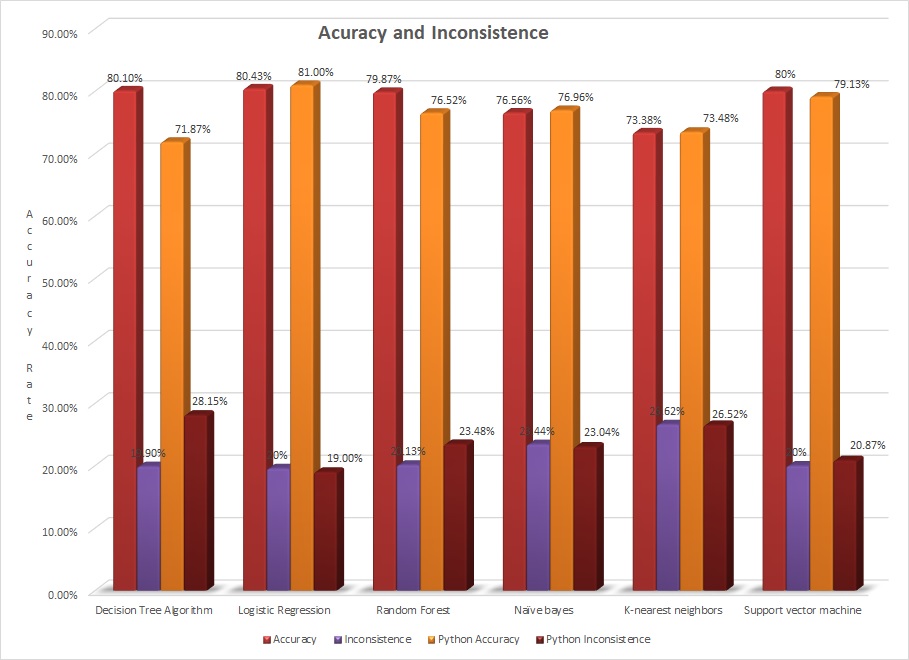 Acuracy and Inconsistence
90.00%
80.00%
70.00%
60.00%
50.00%
40.00%
30.00%
20.00%
10.00%
0.00%
Accuracy Rate
80.10%
71.87%
28.15%
80.43%
81.00%
19.00%
79.87%
76.52%
23.48%
76.56%
76.96%
23.04%
73.38%
73.48%
26.52%
80%
79.13%
20.87%
Decision Tree Algorithm
Logistic Regression
Random Forest
Naïve bayes
K-nearest neighbors
Support vector machine
Accuracy
Inconsistence
Python Accuracy
Python Inconsistence